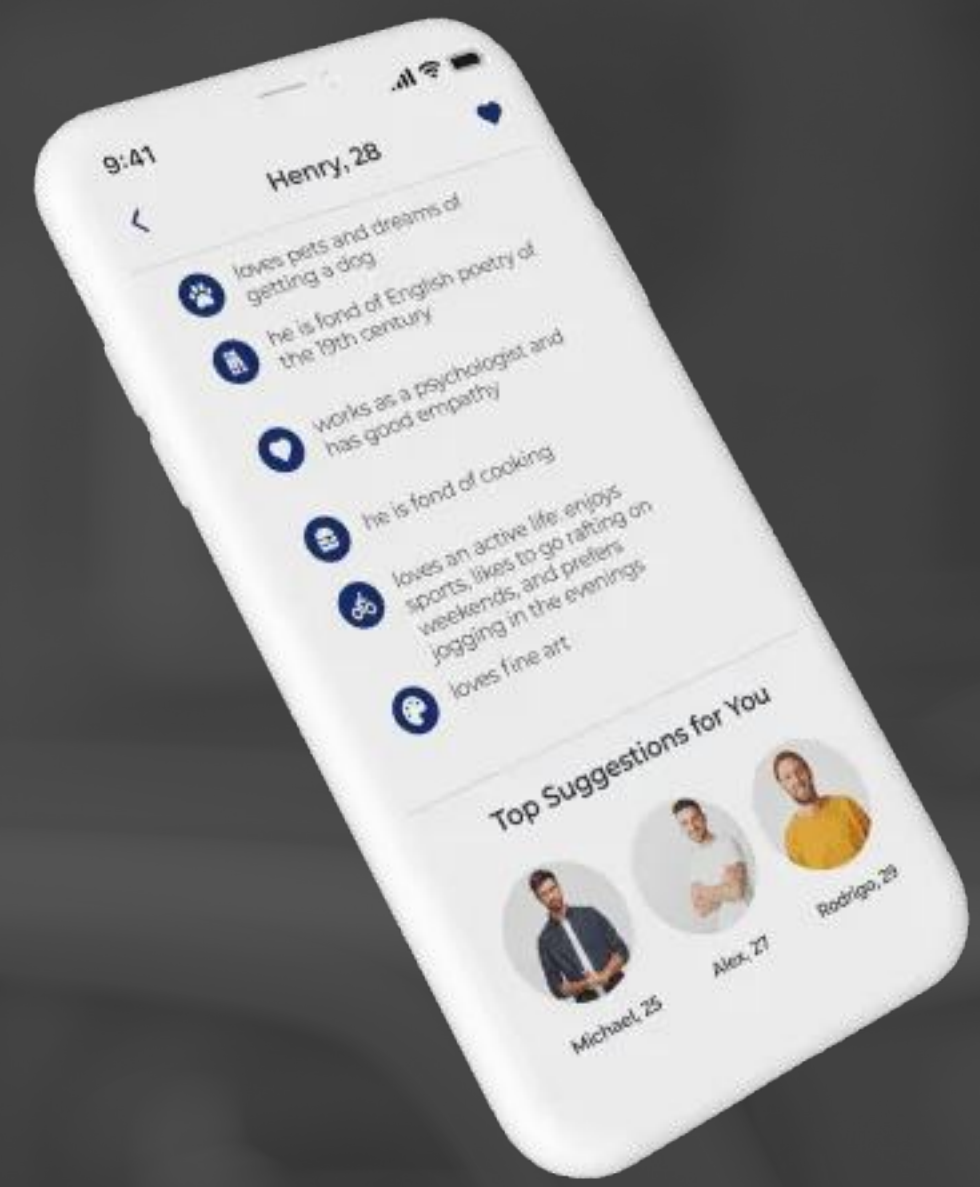 9:41
Henry, 28
loves pets and dreams of
getting a dog
he is fond of English poetry of
the 19th century
works as a psychologist and
has good empathy
he is fond of cooking
loves an active life: enjoys
sports, likes to go rafting on
weekends, and prefers
jogging in the evenings
loves fine art
Top Suggestions for You
Michael, 25
Alex, 27
Rodrigo, 29